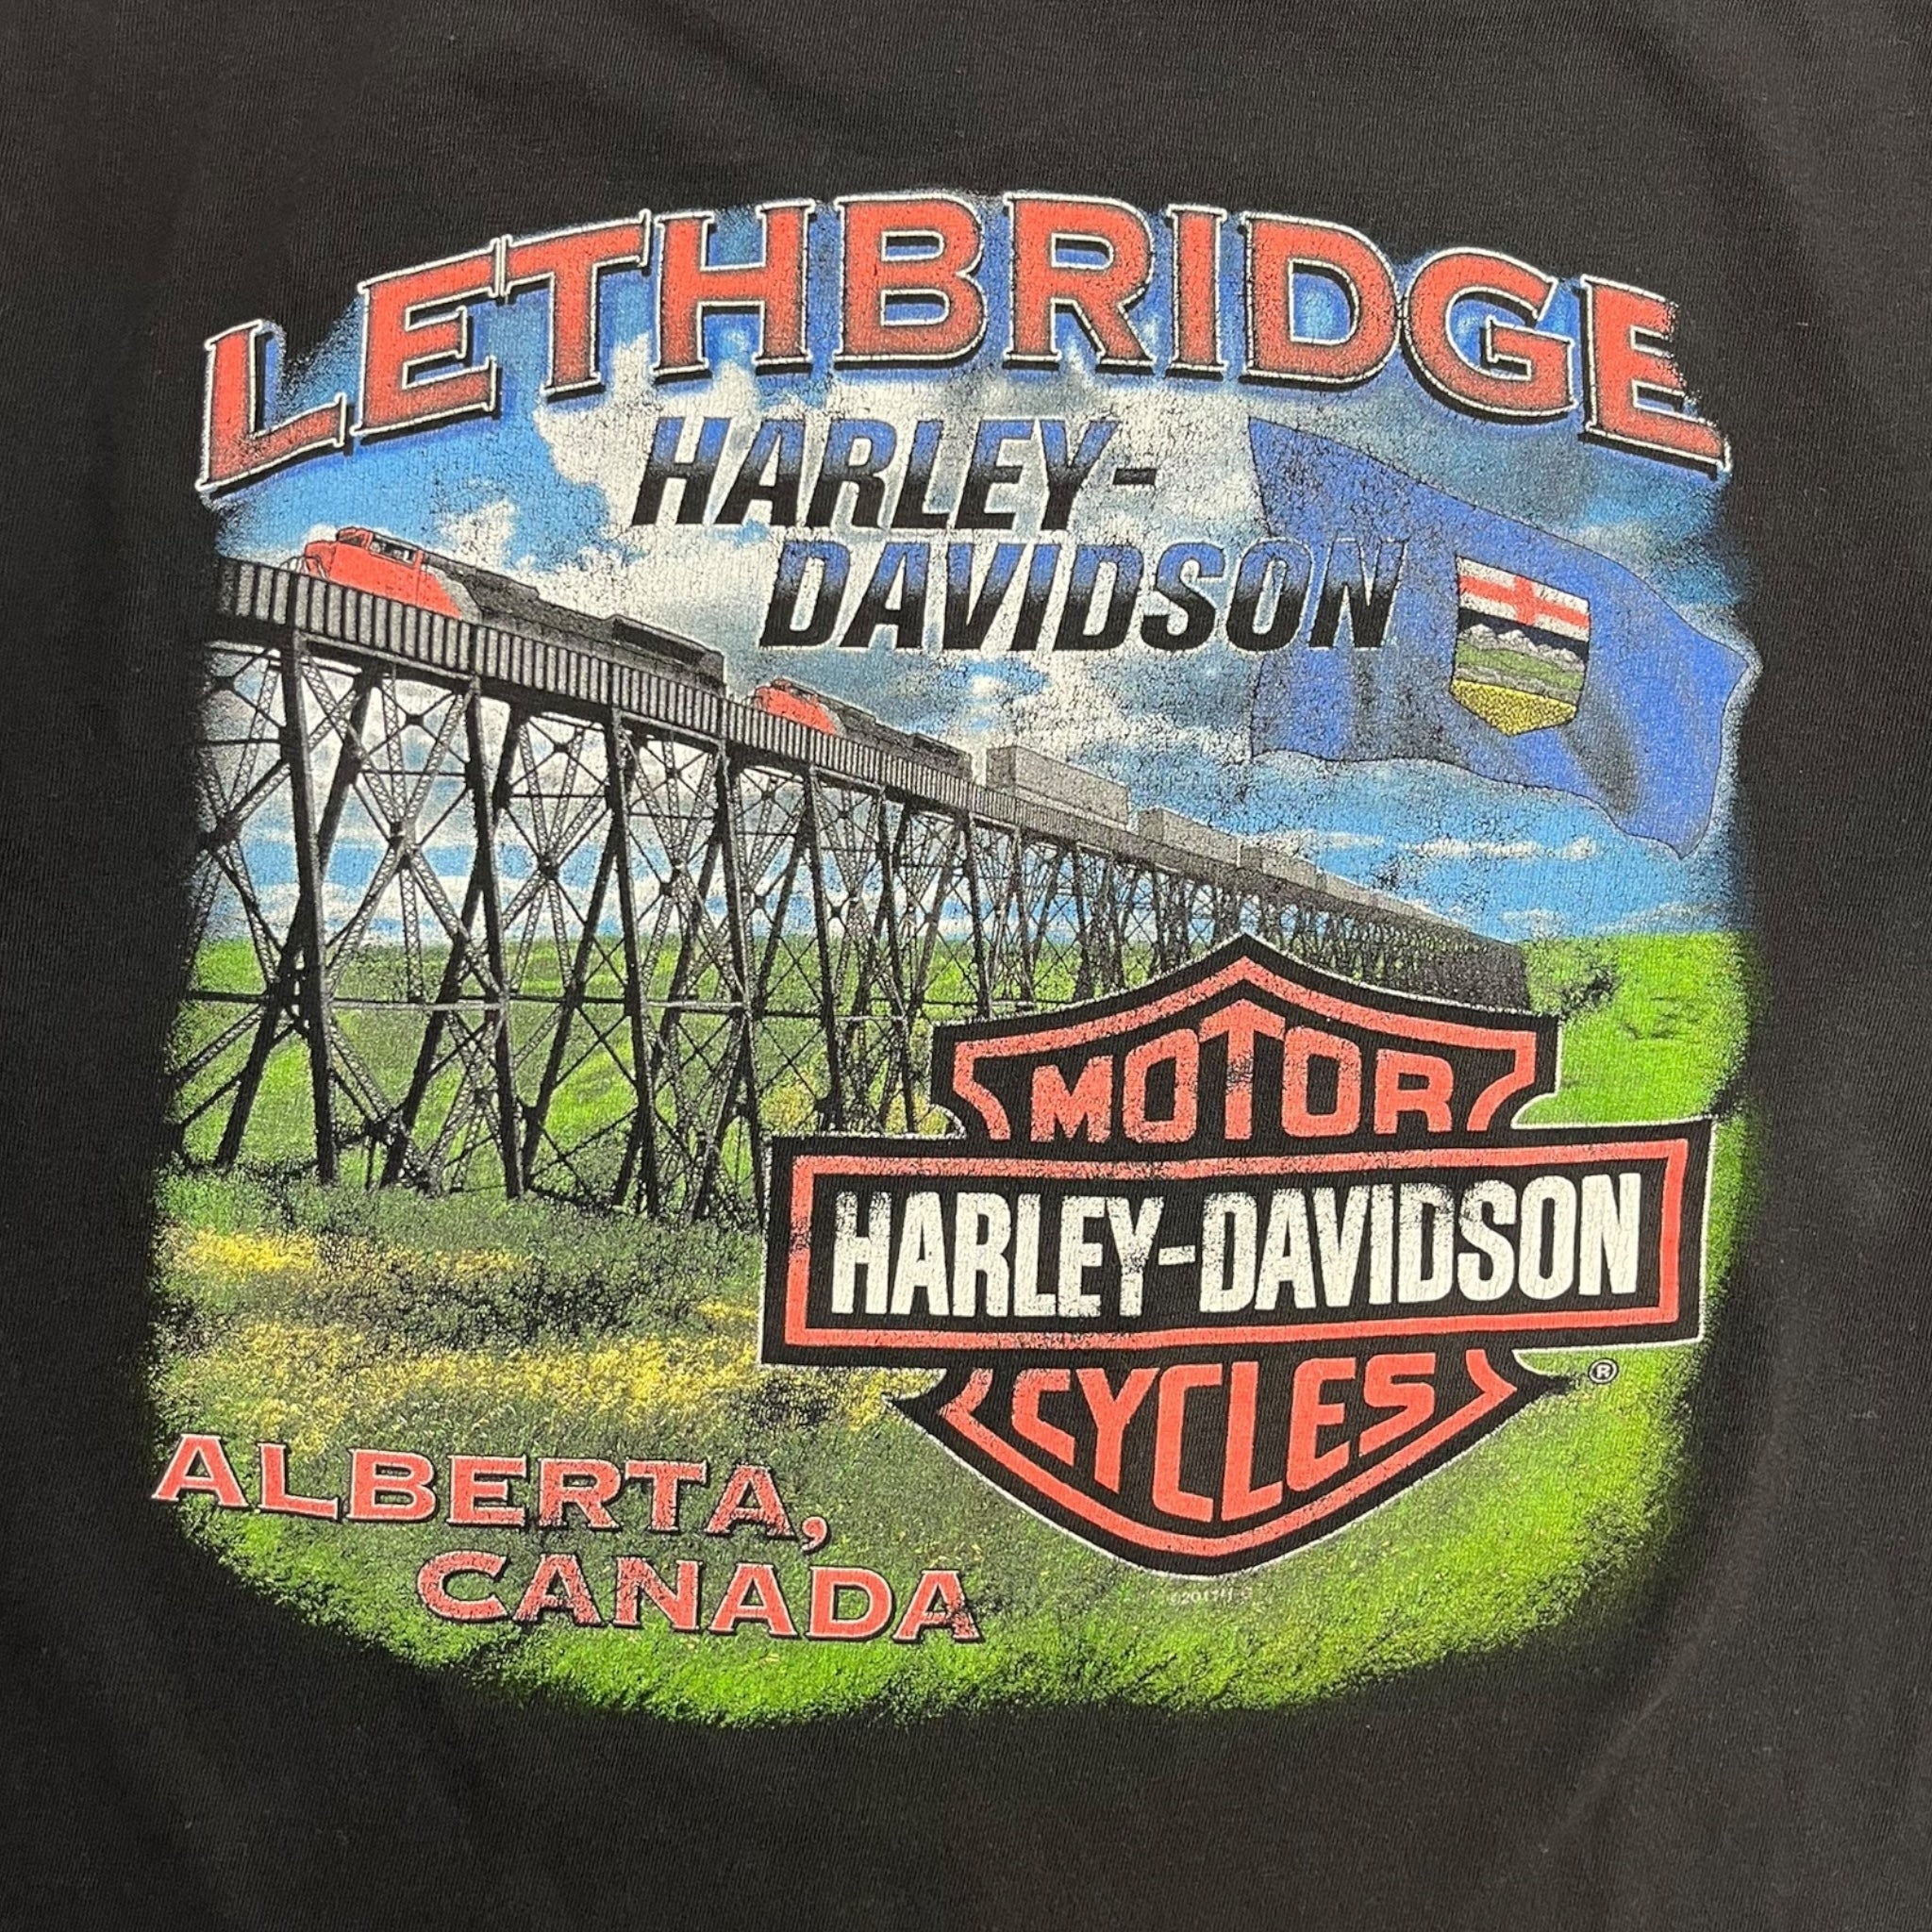 LETHBRIDGE
HARLEY-
DAVIDSON
MOTOR
HARLEY-DAVIDSON
CYCLES
®
ALBERTA,
CANADA